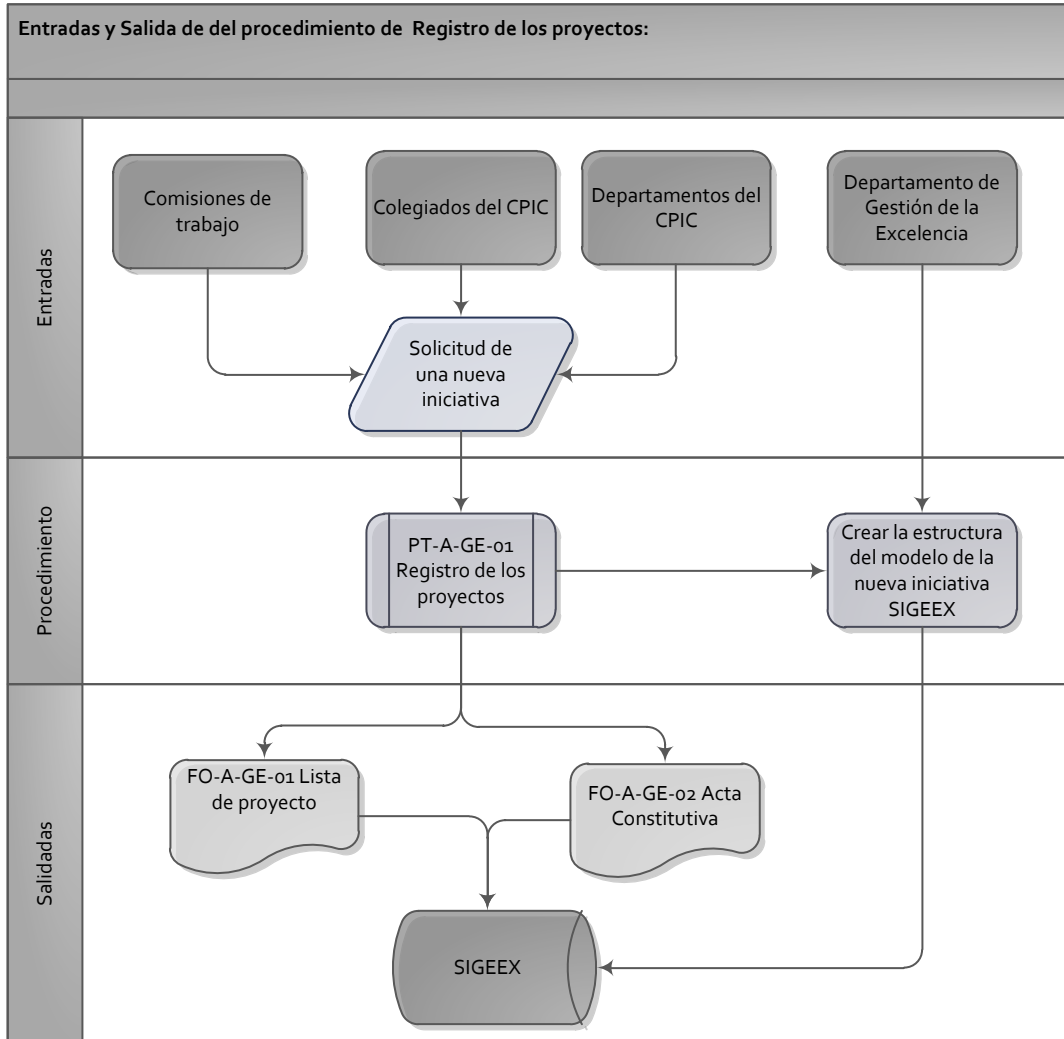 Entradas y Salida de del procedimiento de Registro de los proyectos:
Entradas
Comisiones de
trabajo
Colegiados del CPIC
Departamentos del
CPIC
Departamento de
Gestión de la
Excelencia
Solicitud de
una nueva
iniciativa
Procedimiento
PT-A-GE-01
Registro de los
proyectos
Crear la estructura
del modelo de la
nueva iniciativa
SIGEEX
Salidadas
FO-A-GE-01 Lista
de proyecto
FO-A-GE-02 Acta
Constitutiva
SIGEEX